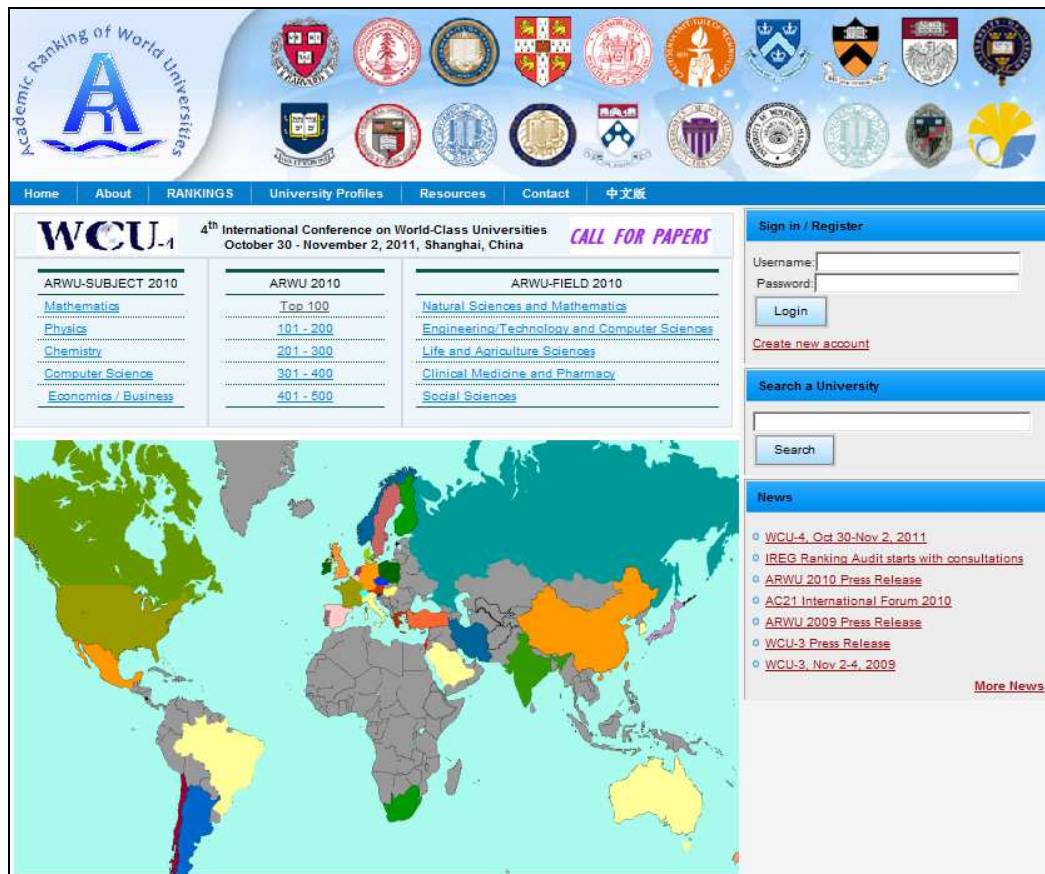 Academic Ranking of World Universities
Home About RANKINGS University Profiles Resources Contact 中文版
WCU-4
4th International Conference on World-Class Universities
October 30 - November 2, 2011, Shanghai, China
CALL FOR PAPERS
ARWU-SUBJECT 2010
Mathematics
Physics
Chemistry
Computer Science
Economics / Business
ARWU 2010
Top 100
101 - 200
201 - 300
301 - 400
401 - 500
ARWU-FIELD 2010
Natural Sciences and Mathematics
Engineering/Technology and Computer Sciences
Life and Agriculture Sciences
Clinical Medicine and Pharmacy
Social Sciences
Sign in / Register
Username:
Password:
Login
Create new account
Search a University
Search
News
WCU-4, Oct 30-Nov 2, 2011
IREG Ranking Audit starts with consultations
ARWU 2010 Press Release
AC21 International Forum 2010
ARWU 2009 Press Release
WCU-3 Press Release
WCU-3, Nov 2-4, 2009
More News